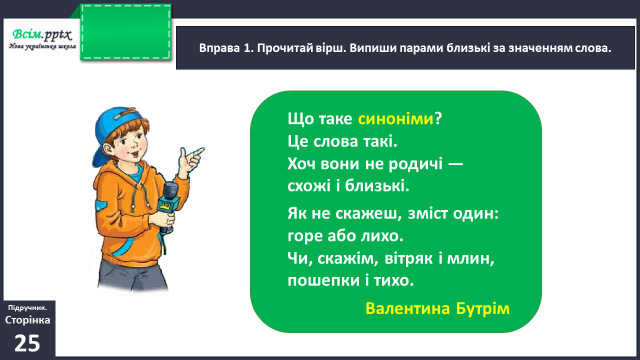 Всім.pptx
Нова українська школа
Вправа 1. Прочитай вірш. Випиши парами близькі за значенням слова.
Що таке синоніми?
Це слова такі.
Хоч вони не родичі —
схожі і близькі.
Як не скажеш, зміст один:
горе або лихо.
Чи, скажім, вітряк і млин,
пошепки і тихо.
Валентина Бутрім
Підручник.
Сторінка
25